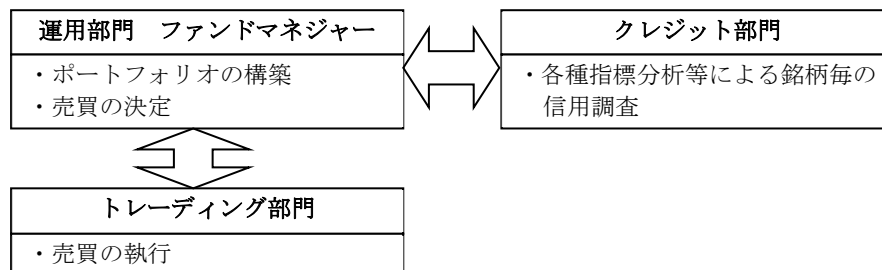 運用部門　ファンドマネジャー
・ポートフォリオの構築
・売買の決定
クレジット部門
・各種指標分析等による銘柄毎の
信用調査
トレーディング部門
・売買の執行